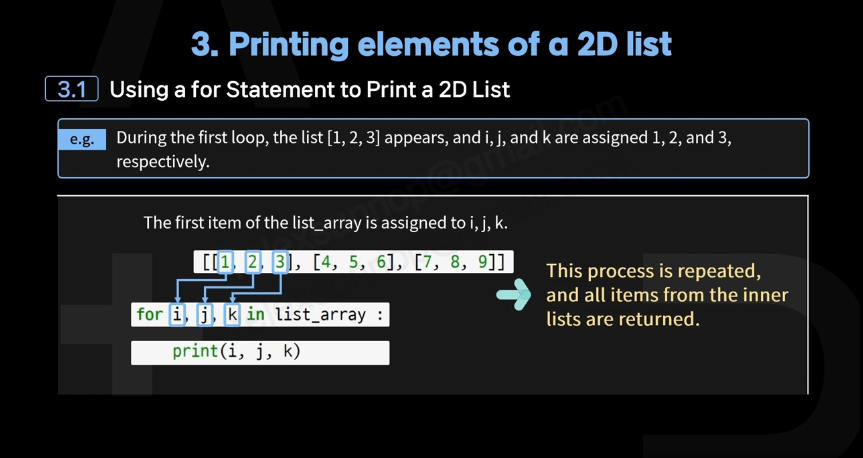 3. Printing elements of a 2D list
3.1 Using a for Statement to Print a 2D List
e.g. During the first loop, the list [1, 2, 3] appears, and i, j, and k are assigned 1, 2, and 3,
respectively.
The first item of the list_array is assigned to i, j, k.
[[1, 2, 3], [4, 5, 6], [7, 8, 9]]
This process is repeated,
and all items from the inner
lists are returned.
for i, j, k in list_array :
print(i, j, k)